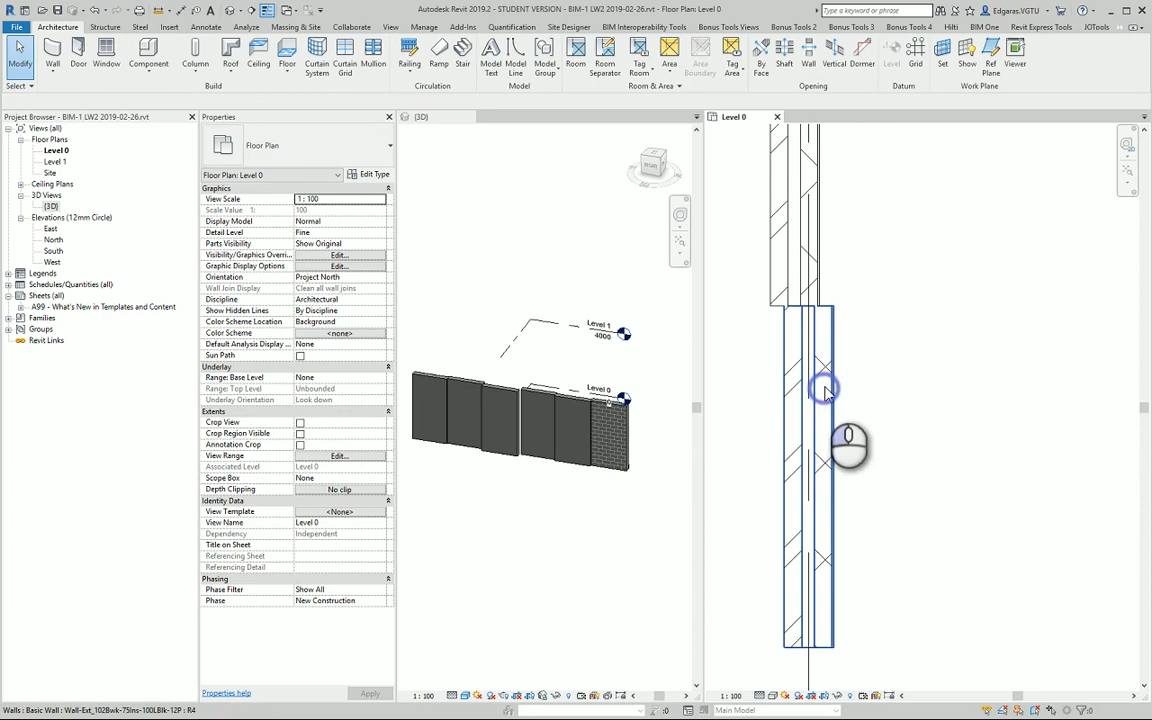 Autodesk Revit 2019.2 - STUDENT VERSION - BIM-1 LW2 2019-02-26.rvt - Floor Plan: Level 0
Type a keyword or phrase
Edgaras.VGTU
File Architecture Structure Steel Systems Insert Annotate Analyze Massing & Site Collaborate View Manage Add-Ins Quantification Site Designer BIM Interoperability Tools Bonus Tools Views Bonus Tools 2 Bonus Tools 3 Hilti BIM One Revit Express Tools JOTools
Modify Wall Door Window Component Column Roof Ceiling Floor Curtain System Curtain Grid Mullion Railing Ramp Stair Model Text Model Line Model Group Room Room Separator Tag Room Area Area Boundary Tag Area By Face Shaft Wall Vertical Dormer Level Grid Set Show Ref Plane Viewer
Select Build Circulation Model Room & Area Opening Datum Work Plane
Project Browser - BIM-1 LW2 2019-02-26.rvt
Views (all)
Floor Plans
Level 0
Level 1
Site
Ceiling Plans
3D Views
{3D}
Elevations (12mm Circle)
East
North
South
West
Legends
Schedules/Quantities (all)
Sheets (all)
A99 - What's New in Templates and Content
Families
Groups
Revit Links
Properties
Floor Plan
Floor Plan: Level 0 Edit Type
Graphics
View Scale 1 : 100
Scale Value 1: 100
Display Model Normal
Detail Level Fine
Parts Visibility Show Original
Visibility/Graphics Overri... Edit...
Graphic Display Options Edit...
Orientation Project North
Wall Join Display Clean all wall joins
Discipline Architectural
Show Hidden Lines By Discipline
Color Scheme Location Background
Color Scheme <none>
Default Analysis Display ... None
Sun Path
Underlay
Range: Base Level None
Range: Top Level Unbounded
Underlay Orientation Look down
Extents
Crop View
Crop Region Visible
Annotation Crop
View Range Edit...
Associated Level Level 0
Scope Box None
Depth Clipping No clip
Identity Data
View Template <None>
View Name Level 0
Dependency Independent
Title on Sheet
Referencing Sheet
Referencing Detail
Phasing
Phase Filter Show All
Phase New Construction
Properties help Apply
{3D}
Level 1
4000
Level 0
1 : 100
Level 0
1 : 100
Walls : Basic Wall : Wall-Ext_102Bwk-75Ins-100LBlk-12P : R4
:0
Main Model
:0